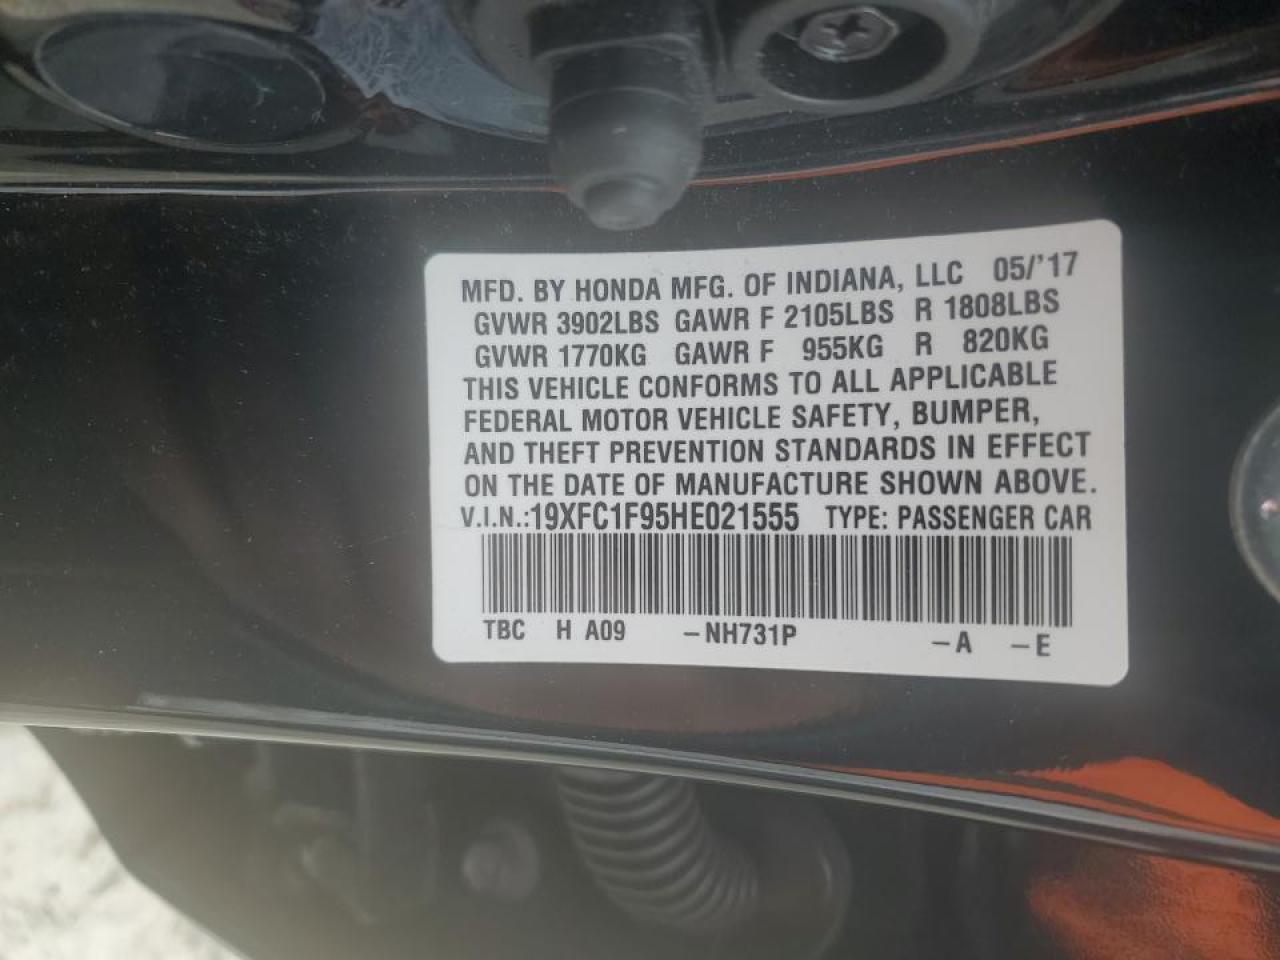 MFD. BY HONDA MFG. OF INDIANA, LLC 05/'17
GVWR 3902LBS GAWR F 2105LBS R 1808LBS
GVWR 1770KG GAWR F 955KG R 820KG
THIS VEHICLE CONFORMS TO ALL APPLICABLE
FEDERAL MOTOR VEHICLE SAFETY, BUMPER,
AND THEFT PREVENTION STANDARDS IN EFFECT
ON THE DATE OF MANUFACTURE SHOWN ABOVE.
V.I.N.:19XFC1F95HE021555 TYPE: PASSENGER CAR
TBC H A09 -NH731P -A -E